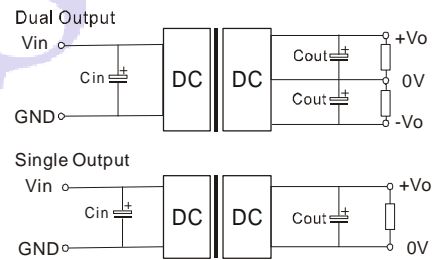 Dual Output
Vin
+Vo
Cout
+
Cin
+
DC
DC
0V
Cout
+
GND
-Vo
Single Output
Vin
+Vo
Cin
+
DC
DC
Cout
+
GND
0V